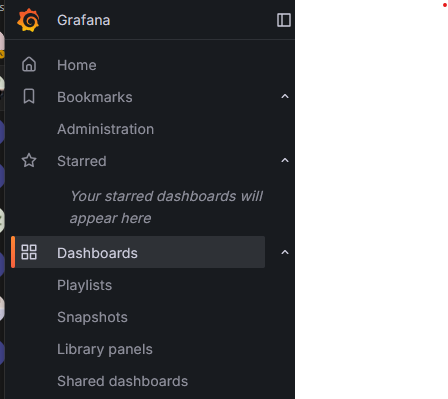 Grafana
Home
Bookmarks
Administration
Starred
Your starred dashboards will
appear here
Dashboards
Playlists
Snapshots
Library panels
Shared dashboards